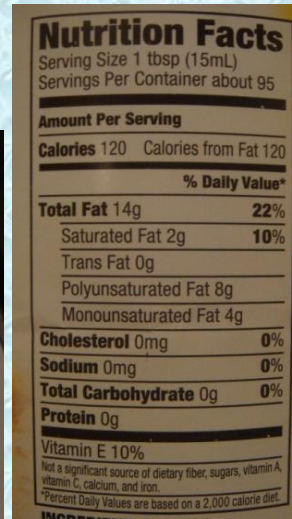 Nutrition Facts
Serving Size 1 tbsp (15mL)
Servings Per Container about 95
Amount Per Serving
Calories 120 Calories from Fat 120
% Daily Value*
Total Fat 14g 22%
Saturated Fat 2g 10%
Trans Fat 0g
Polyunsaturated Fat 8g
Monounsaturated Fat 4g
Cholesterol 0mg 0%
Sodium 0mg 0%
Total Carbohydrate 0g 0%
Protein 0g
Vitamin E 10%
Not a significant source of dietary fiber, sugars, vitamin A,
vitamin C, calcium, and iron.
*Percent Daily Values are based on a 2,000 calorie diet.